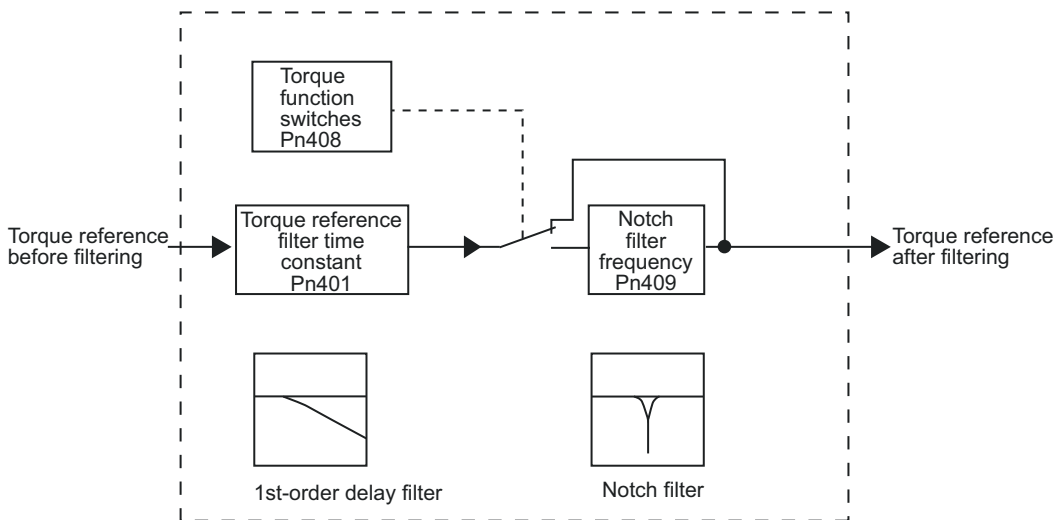 Torque
function
switches
Pn408
Torque reference
before filtering
Torque reference
filter time
constant
Pn401
Notch
filter
frequency
Pn409
Torque reference
after filtering
1st-order delay filter
Notch filter